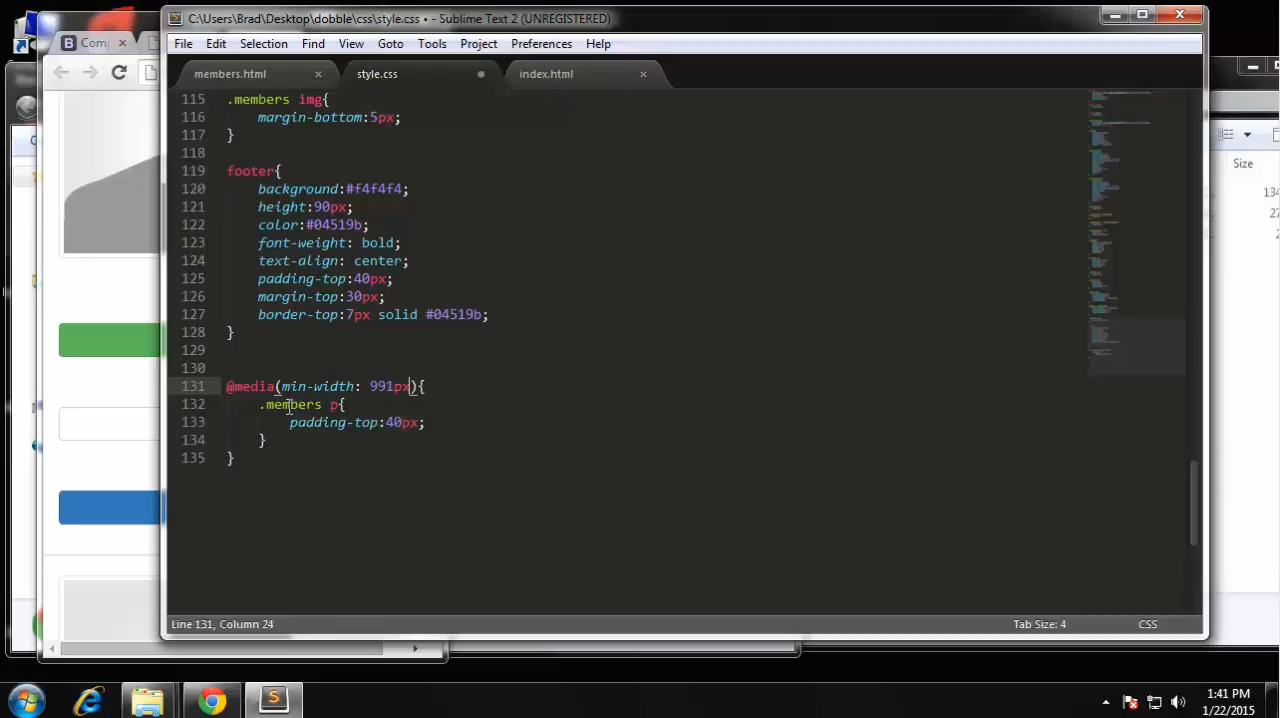 C:\Users\Brad\Desktop\dobble\css\style.css • - Sublime Text 2 (UNREGISTERED)
File Edit Selection Find View Goto Tools Project Preferences Help
B Com
members.html × style.css index.html ×
115 .members img{
116 margin-bottom:5px;
117 }
118
119 footer{
120 background:#f4f4f4;
121 height:90px;
122 color:#04519b;
123 font-weight: bold;
124 text-align: center;
125 padding-top:40px;
126 margin-top:30px;
127 border-top:7px solid #04519b;
128 }
129
130
131 @media(min-width: 991px){
132 .members p{
133 padding-top:40px;
134 }
135 }
Size
Line 131, Column 24 Tab Size: 4 CSS
1:41 PM
1/22/2015